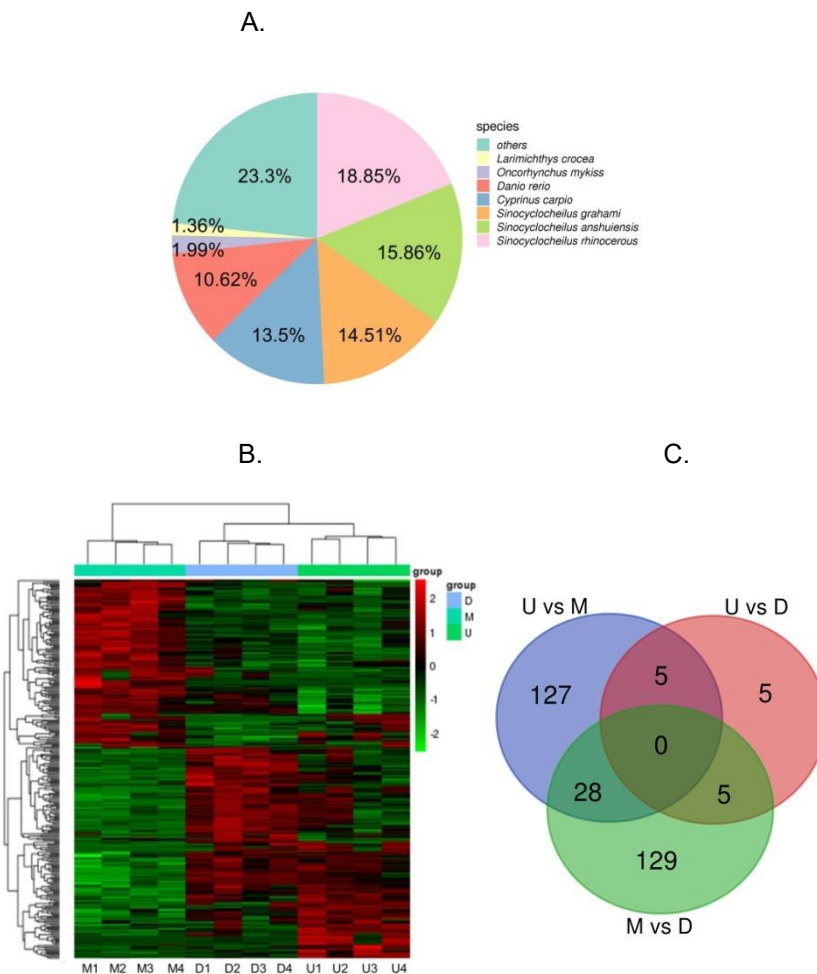 A.
species
others
Larimichthys crocea
Oncorhynchus mykiss
Danio rerio
Cyprinus carpio
Sinocyclocheilus grahami
Sinocyclocheilus anshuiensis
Sinocyclocheilus rhinocerous
23.3%
18.85%
1.36%
1.99%
15.86%
10.62%
13.5%
14.51%
B.
group
2
1
0
-1
-2
group
D
M
U
M1 M2 M3 M4 D1 D2 D3 D4 U1 U2 U3 U4
C.
U vs M
U vs D
127
5
5
0
28
5
129
M vs D